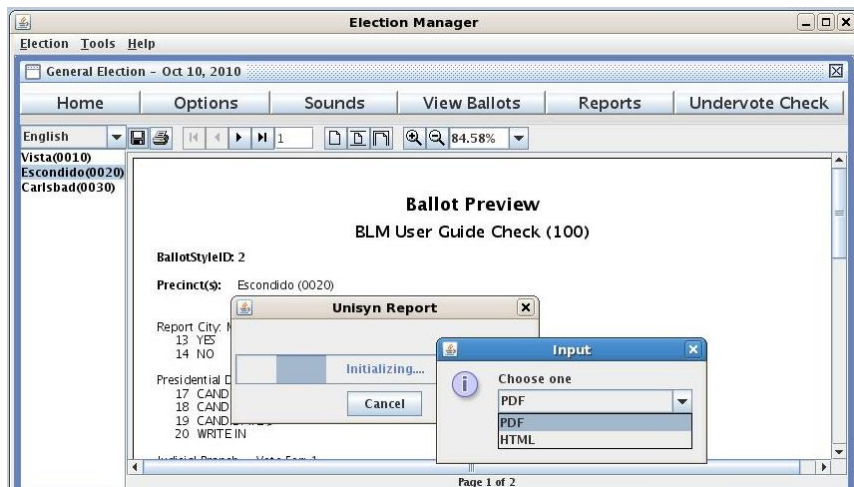 Election Manager
Election Tools Help
General Election - Oct 10, 2010
Home Options Sounds View Ballots Reports Undervote Check
English 1 84.58%
Vista(0010)
Escondido(0020)
Carlsbad(0030)
Ballot Preview
BLM User Guide Check (100)
BallotStyleID: 2
Precinct(s): Escondido (0020)
Report City:
13 YES
14 NO
Presidential
17 CAND
18 CAND
19
20 WRITE IN
Unisyn Report
Initializing....
Cancel
Input
Choose one
PDF
PDF
HTML
Page 1 of 2